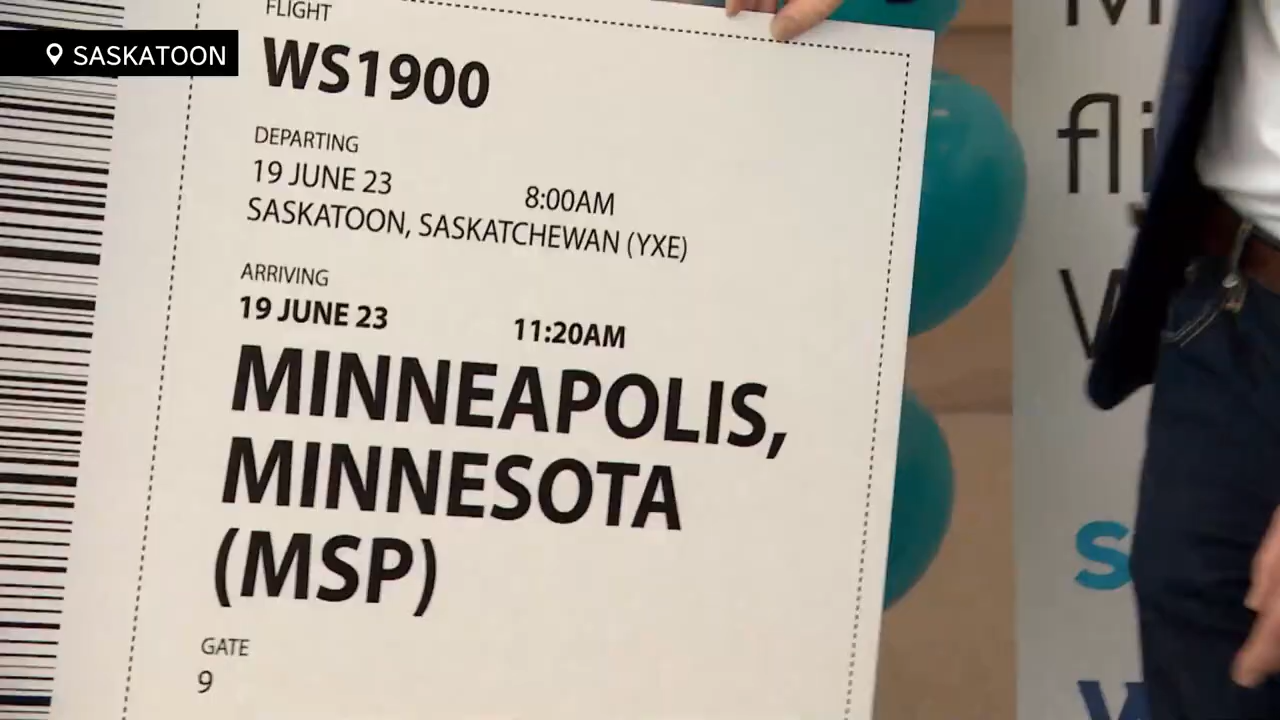 SASKATOON
FLIGHT
WS1900
DEPARTING
19 JUNE 23 8:00AM
SASKATOON, SASKATCHEWAN (YXE)
ARRIVING
19 JUNE 23 11:20AM
MINNEAPOLIS,
MINNESOTA
(MSP)
GATE
9